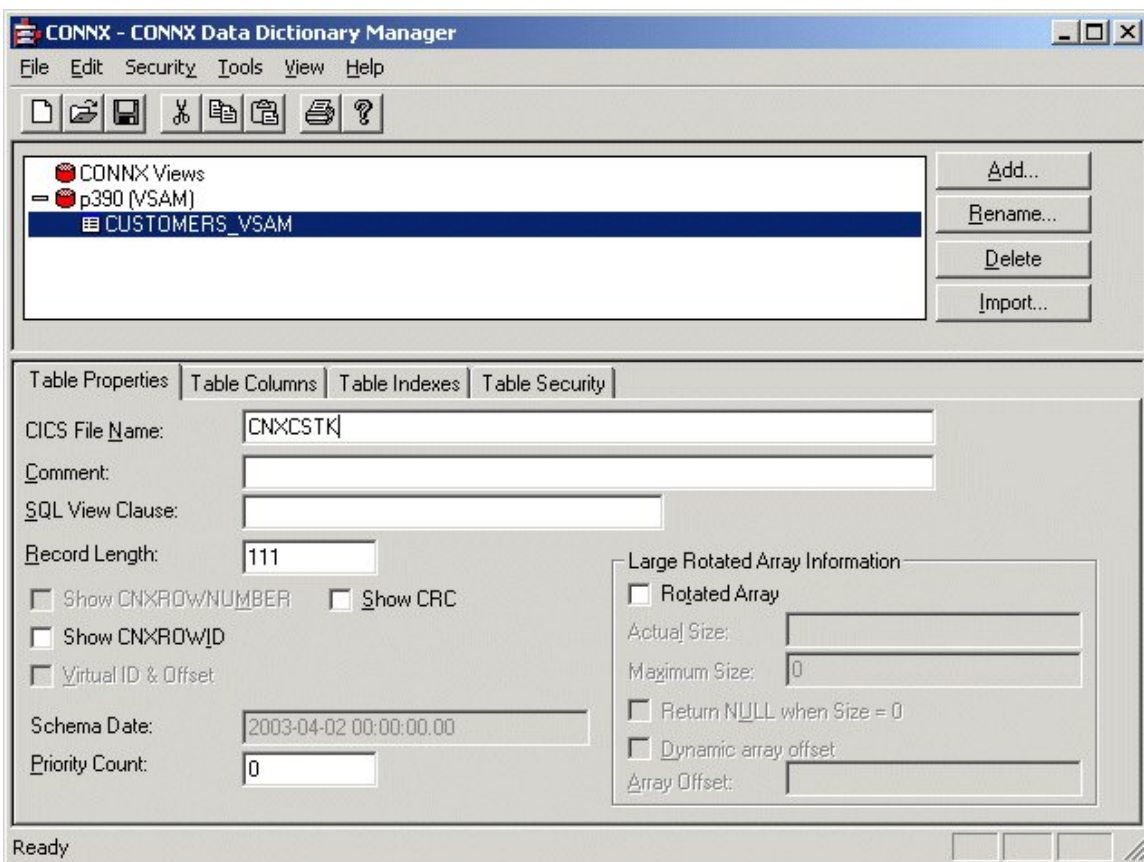 CONNX - CONNX Data Dictionary Manager
File Edit Security Tools View Help
CONNX Views
p390 (VSAM)
CUSTOMERS_VSAM
Add...
Rename...
Delete
Import...
Table Properties Table Columns Table Indexes Table Security
CICS File Name: CNXCSTK
Comment:
SQL View Clause:
Record Length: 111
Show CNXROWNUMBER Show CRC
Show CNXROWID
Virtual ID & Offset
Schema Date: 2003-04-02 00:00:00.00
Priority Count: 0
Large Rotated Array Information
Rotated Array
Actual Size:
Maximum Size: 0
Return NULL when Size = 0
Dynamic array offset
Array Offset:
Ready